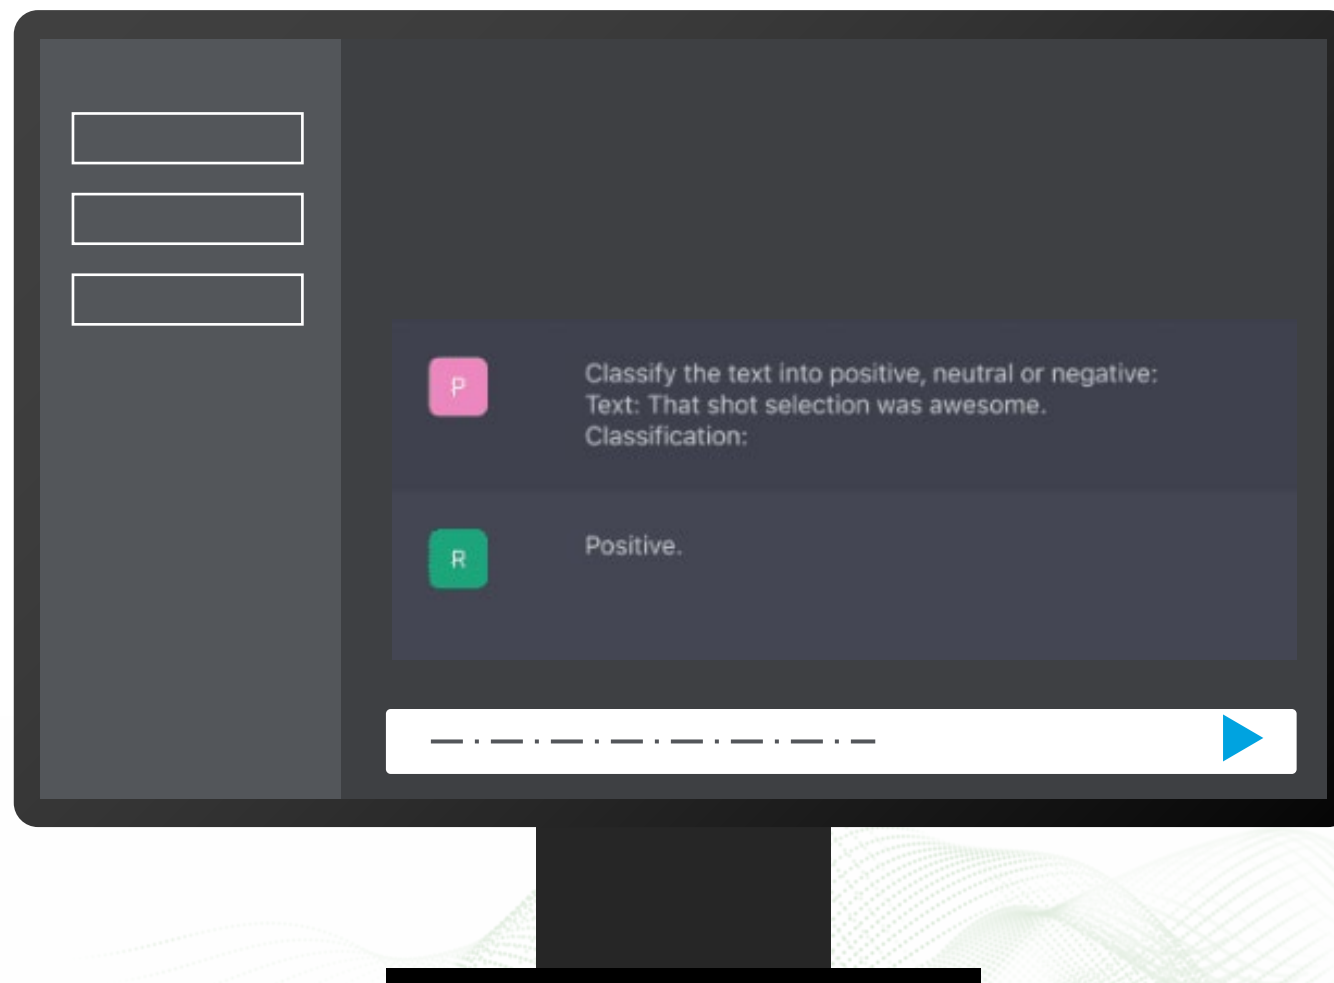 P
Classify the text into positive, neutral or negative:
Text: That shot selection was awesome.
Classification:
R
Positive.